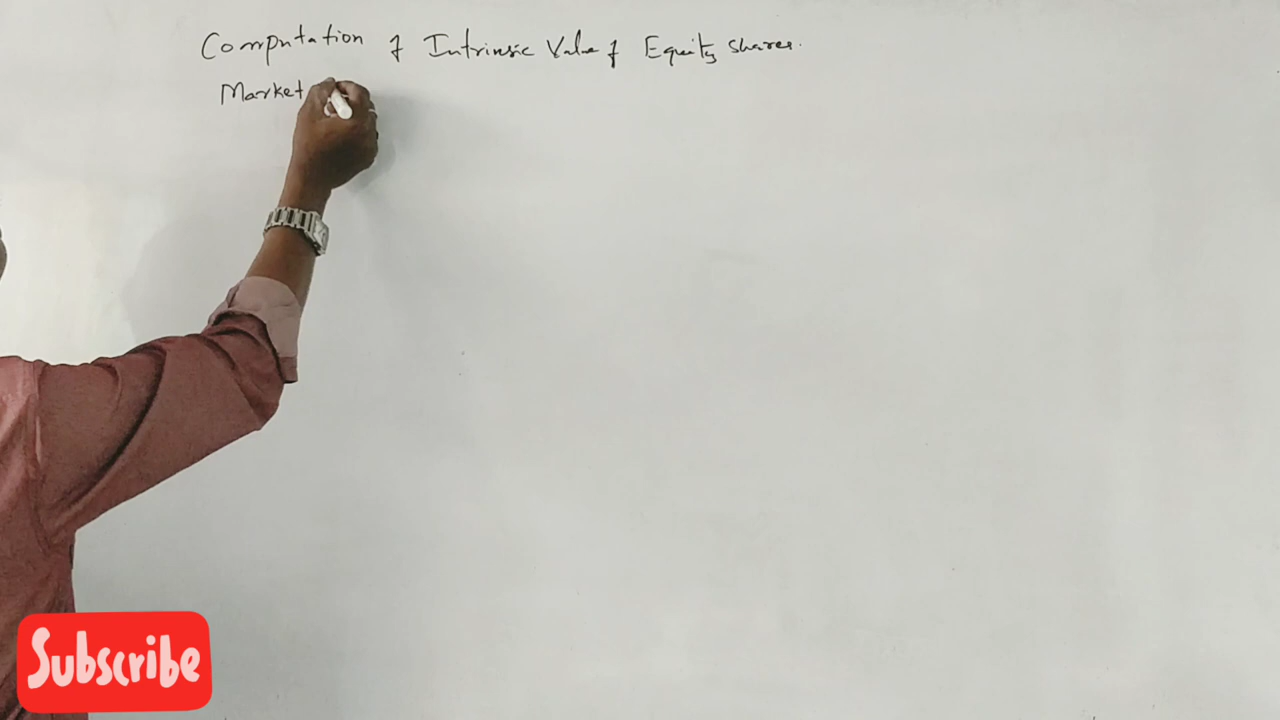 Computation of Intrinsic Value of Equity shares.
Market
Subscribe